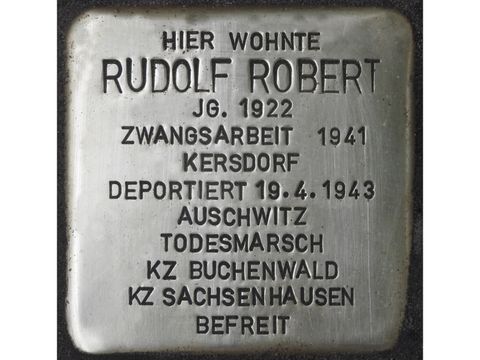 HIER WOHNTE
RUDOLF ROBERT
JG. 1922
ZWANGSARBEIT 1941
KERSDORF
DEPORTIERT 19.4.1943
AUSCHWITZ
TODESMARSCH
KZ BUCHENWALD
KZ SACHSENHAUSEN
BEFREIT